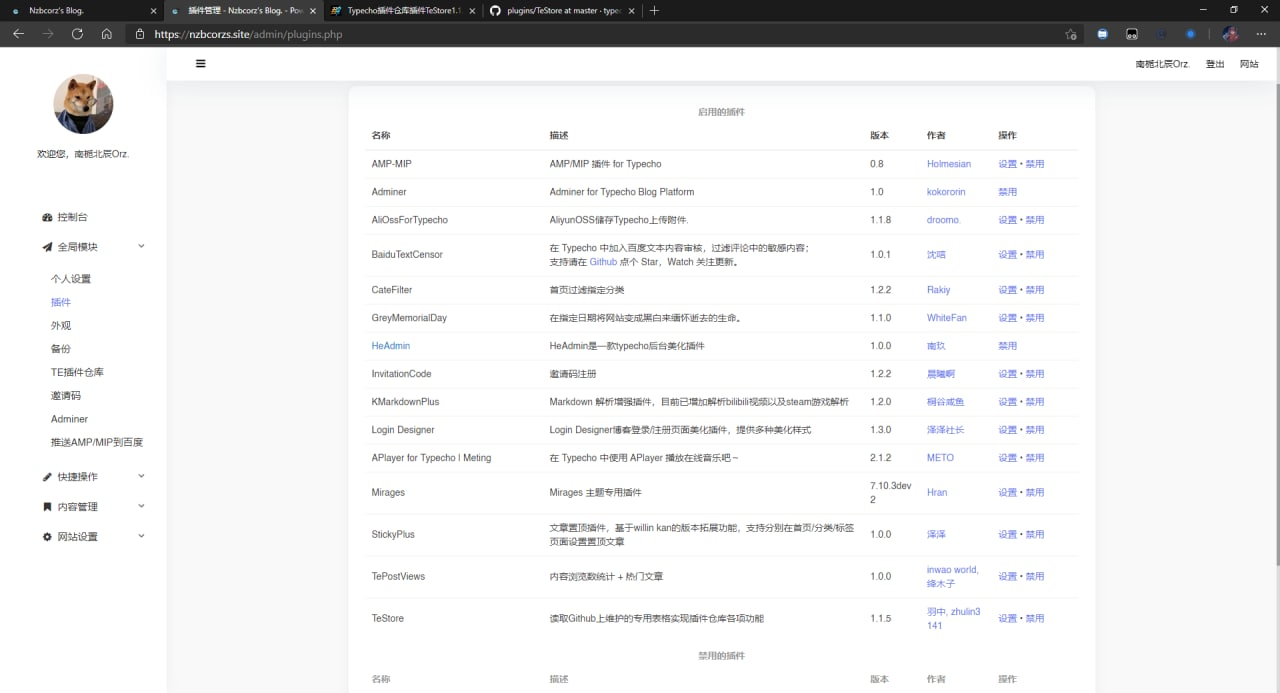 Nzbcorz's Blog.
插件管理 - Nzbcorz's Blog. - Pow
Typecho插件仓库插件TeStore1.1.
plugins/TeStore at master · typec
https://nzbcorzs.site/admin/plugins.php
南栀北辰Orz. 登出 网站
欢迎您，南栀北辰Orz.
控制台
全局模块
个人设置
插件
外观
备份
TE插件仓库
邀请码
Adminer
推送AMP/MIP到百度
快捷操作
内容管理
网站设置
启用的插件
名称 描述 版本 作者 操作
AMP-MIP AMP/MIP 插件 for Typecho 0.8 Holmesian 设置 • 禁用
Adminer Adminer for Typecho Blog Platform 1.0 kokororin 禁用
AliOssForTypecho AliyunOSS储存Typecho上传附件. 1.1.8 droomo. 设置 • 禁用
BaiduTextCensor 在 Typecho 中加入百度文本内容审核，过滤评论中的敏感内容；
支持请在 Github 点个 Star，Watch 关注更新。 1.0.1 设置 • 禁用
CateFilter 首页过滤指定分类 1.2.2 Rakiy 设置 • 禁用
GreyMemorialDay 在指定日期将网站变成黑白来缅怀逝去的生命。 1.1.0 WhiteFan 设置 • 禁用
HeAdmin HeAdmin是一款typecho后台美化插件 1.0.0 南玖 禁用
InvitationCode 邀请码注册 1.2.2 晨曦啊 设置 • 禁用
KMarkdownPlus Markdown 解析增强插件，目前已增加解析bilibili视频以及steam游戏解析 1.2.0 桐谷咸鱼 设置 • 禁用
Login Designer Login Designer博客登录/注册页面美化插件，提供多种美化样式 1.3.0 泽泽社长 设置 • 禁用
APlayer for Typecho | Meting 在 Typecho 中使用 APlayer 播放在线音乐吧 ~ 2.1.2 METO 设置 • 禁用
Mirages Mirages 主题专用插件 7.10.3dev
2 Hran 设置 • 禁用
StickyPlus 文章置顶插件，基于willin kan的版本拓展功能，支持分别在首页/分类/标签
页面设置置顶文章 1.0.0 泽泽 设置 • 禁用
TePostViews 内容浏览数统计 + 热门文章 1.0.0 inwao world,
绛木子 设置 • 禁用
TeStore 读取Github上维护的专用表格实现插件仓库各项功能 1.1.5 羽中, zhulin3
141 设置 • 禁用
禁用的插件
名称 描述 版本 作者 操作